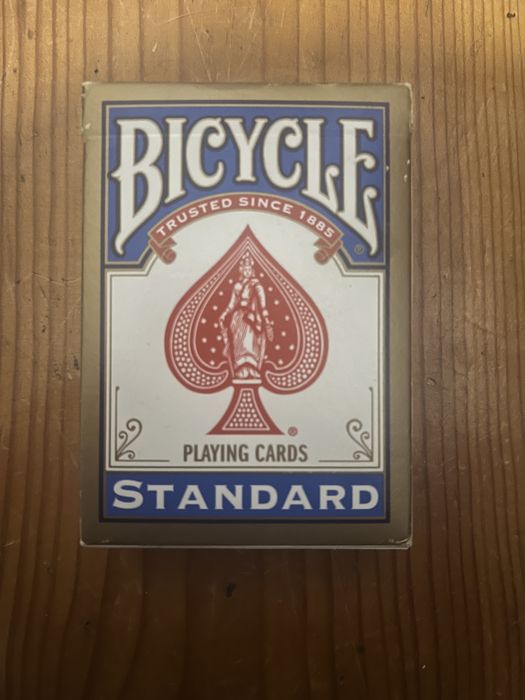 BICYCLE
TRUSTED SINCE 1885
®
®
PLAYING CARDS
STANDARD